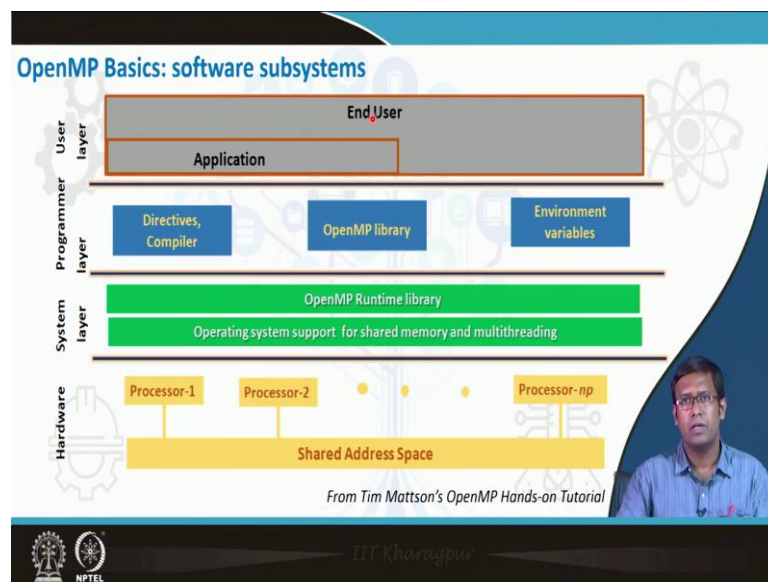 OpenMP Basics: software subsystems
User
layer
End User
Application
Programmer
layer
Directives,
Compiler
OpenMP library
Environment
variables
System
layer
OpenMP Runtime library
Operating system support for shared memory and multithreading
Hardware
Processor-1
Processor-2
Processor-np
Shared Address Space
From Tim Mattson's OpenMP Hands-on Tutorial
IIT Kharagpur
NPTEL